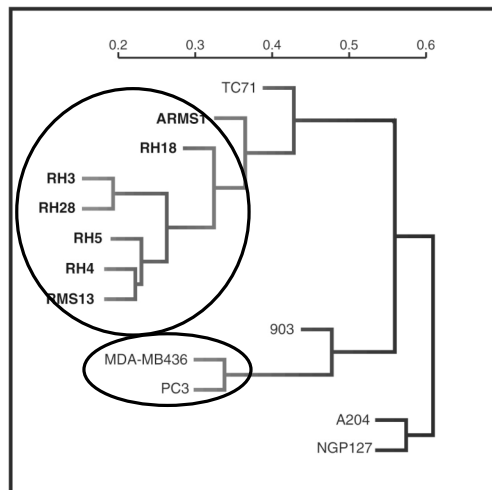 0.2 0.3 0.4 0.5 0.6
TC71
ARMS1
RH18
RH3
RH28
RH5
RH4
RMS13
903
MDA-MB436
PC3
A204
NGP127